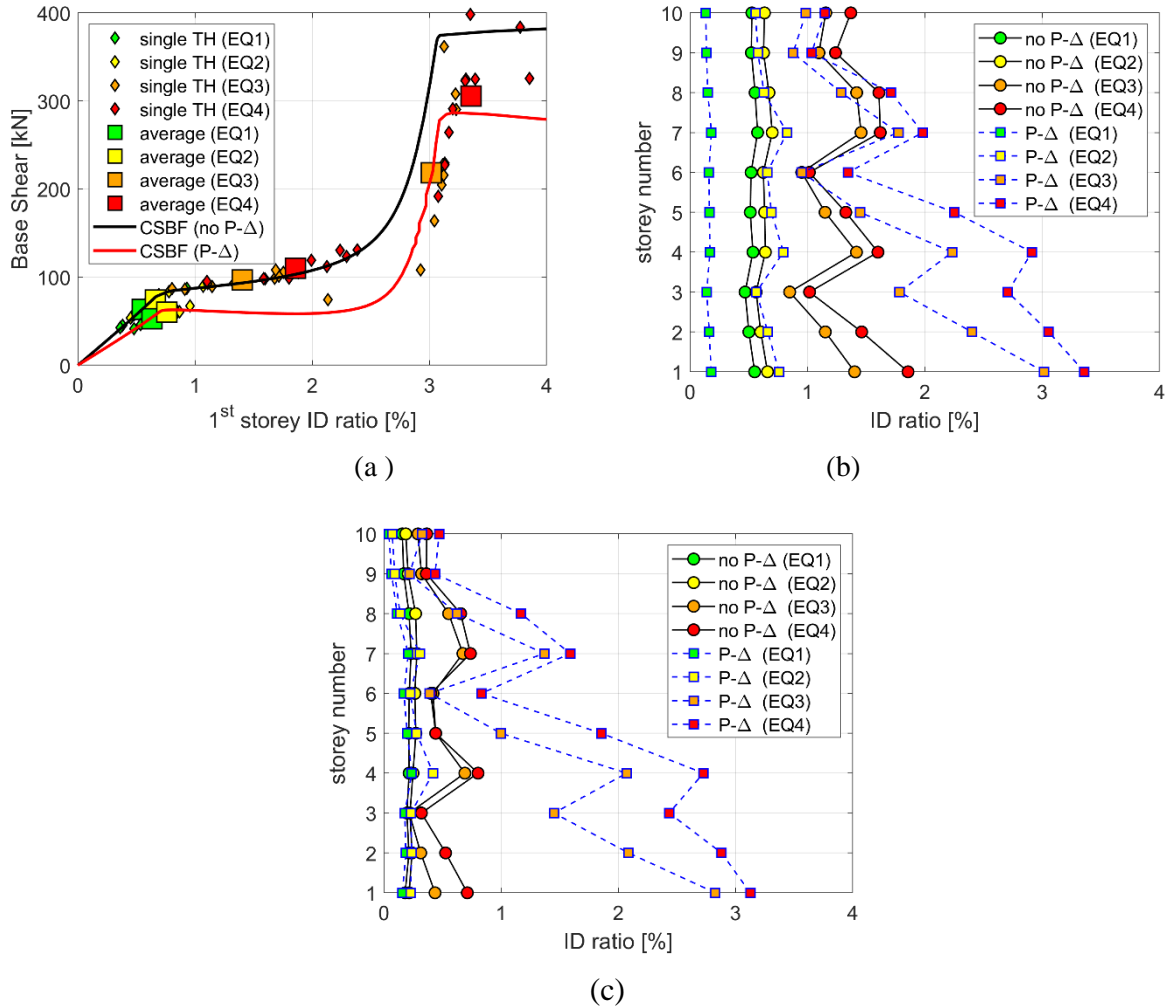 400
350
300
200
100
0
Base Shear [kN]
single TH (EQ1)
single TH (EQ2)
single TH (EQ3)
single TH (EQ4)
average (EQ1)
average (EQ2)
average (EQ3)
average (EQ4)
CSBF (no P-Δ)
CSBF (P-Δ)
0 1 2 3 4
1st storey ID ratio [%]
(a )
10
9
8
7
6
5
4
3
2
1
storey number
no P-Δ (EQ1)
no P-Δ (EQ2)
no P-Δ (EQ3)
no P-Δ (EQ4)
P-Δ (EQ1)
P-Δ (EQ2)
P-Δ (EQ3)
P-Δ (EQ4)
0 1 2 3 4
ID ratio [%]
(b)
10
9
8
7
6
5
4
3
2
1
storey number
no P-Δ (EQ1)
no P-Δ (EQ2)
no P-Δ (EQ3)
no P-Δ (EQ4)
P-Δ (EQ1)
P-Δ (EQ2)
P-Δ (EQ3)
P-Δ (EQ4)
0 1 2 3 4
ID ratio [%]
(c)